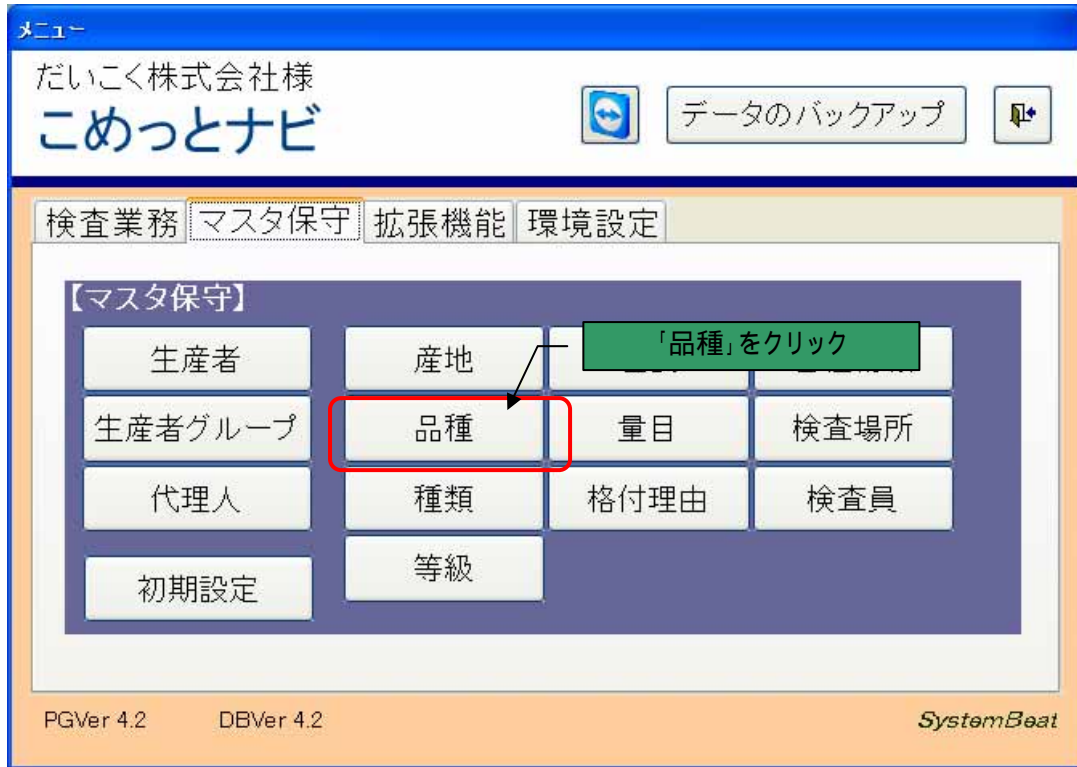 メニュー
だいこく株式会社様
こめっとナビ
データのバックアップ
検査業務 マスタ保守 拡張機能 環境設定
【マスタ保守】
「品種」をクリック
生産者 産地
生産者グループ 品種 量目 検査場所
代理人 種類 格付理由 検査員
初期設定 等級
PGVer 4.2 DBVer 4.2 SystemBeat